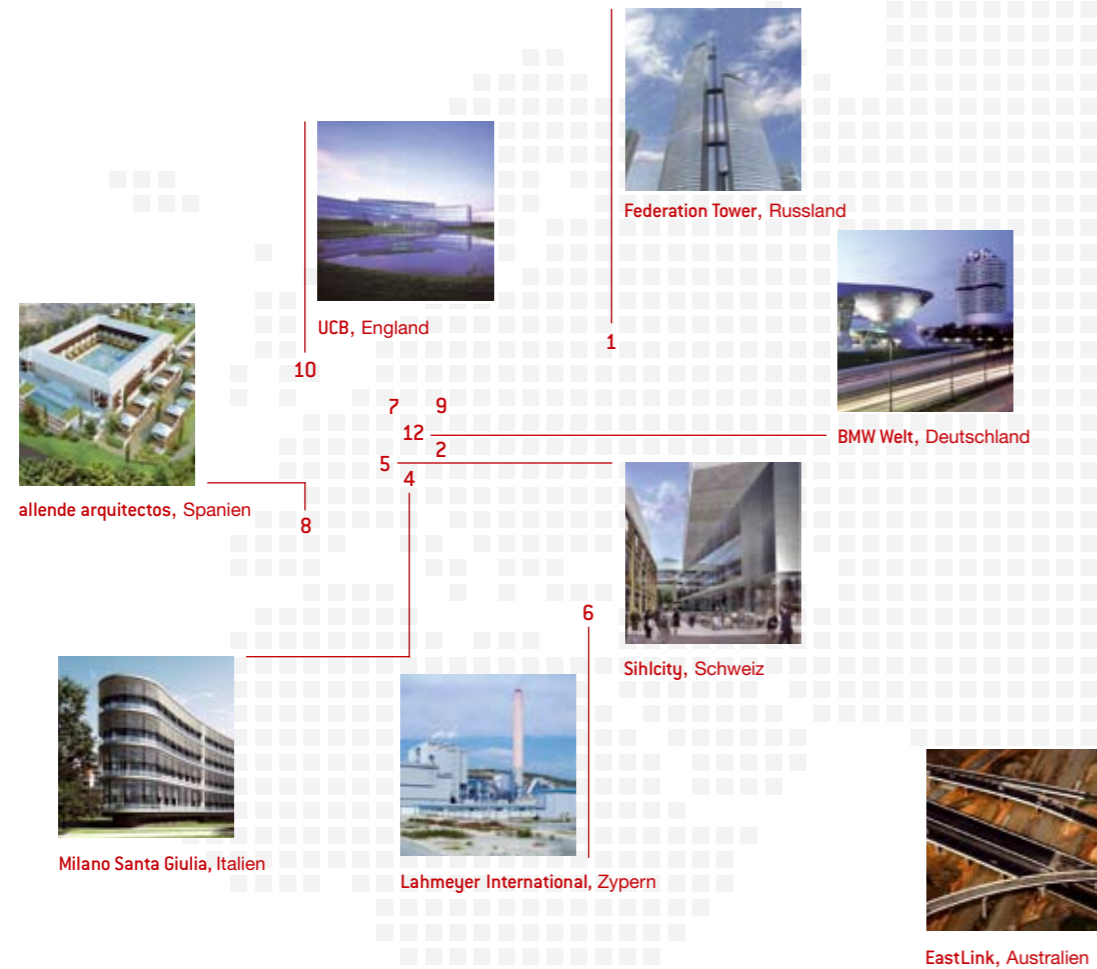 Federation Tower, Russland
UCB, England
1
10
7
9
12
BMW Welt, Deutschland
2
5
4
allende arquitectos, Spanien
8
6
Sihlcity, Schweiz
Milano Santa Giulia, Italien
Lahmeyer International, Zypern
EastLink, Australien